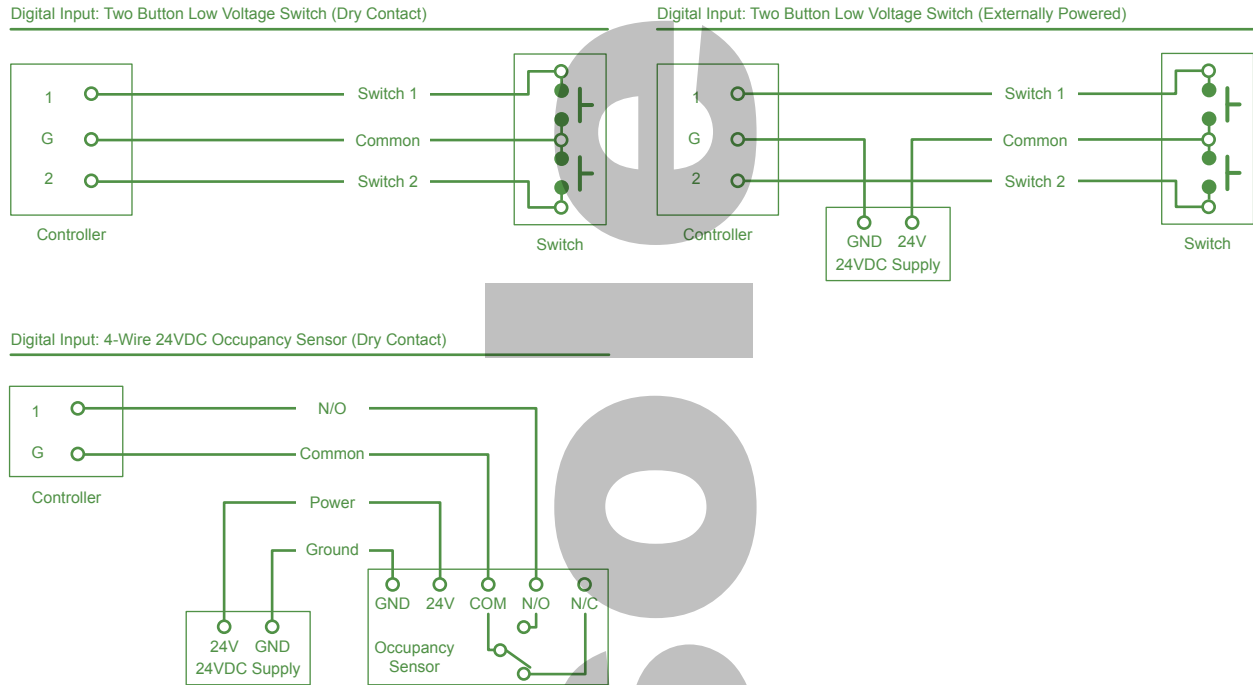 Digital Input: Two Button Low Voltage Switch (Dry Contact)
1
G
2
Switch 1
Common
Switch 2
Controller
Switch
Digital Input: Two Button Low Voltage Switch (Externally Powered)
1
G
2
Switch 1
Common
Switch 2
Controller
GND 24V
24VDC Supply
Switch
Digital Input: 4-Wire 24VDC Occupancy Sensor (Dry Contact)
1
G
N/O
Common
Controller
Power
Ground
GND 24V COM N/O N/C
24V GND
24VDC Supply
Occupancy
Sensor